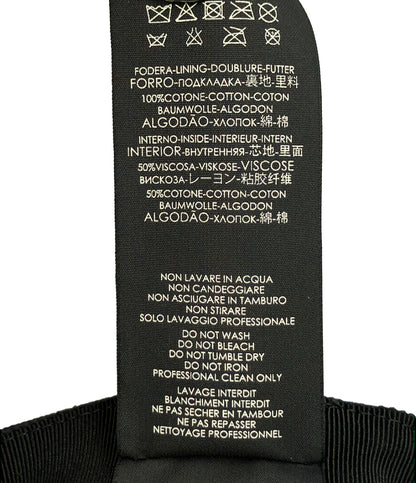 FODERA-LINING-DOUBLURE-FUTTER
FORRO-ПОДКЛАДКА-裏地-里料
100%COTONE-COTTON-COTON
BAUMWOLLE-ALGODON
ALGODÃO-ХЛОПОК-綿-棉
INTERNO-INSIDE-INTERIEUR-INTERN
INTERIOR-ВНУТРЕННЯЯ-芯地-里面
50%VISCOSA-VISKOSE-VISCOSE
ВИСКОЗА-レーヨン-粘胶纤维
50%COTONE-COTTON-COTON
BAUMWOLLE-ALGODON
ALGODÃO-ХЛОПОК-綿-棉
NON LAVARE IN ACQUA
NON CANDEGGIARE
NON ASCIUGARE IN TAMBURO
NON STIRARE
SOLO LAVAGGIO PROFESSIONALE
DO NOT WASH
DO NOT BLEACH
DO NOT TUMBLE DRY
DO NOT IRON
PROFESSIONAL CLEAN ONLY
LAVAGE INTERDIT
BLANCHIMENT INTERDIT
NE PAS SECHER EN TAMBOUR
NE PAS REPASSER
NETTOYAGE PROFESSIONNEL